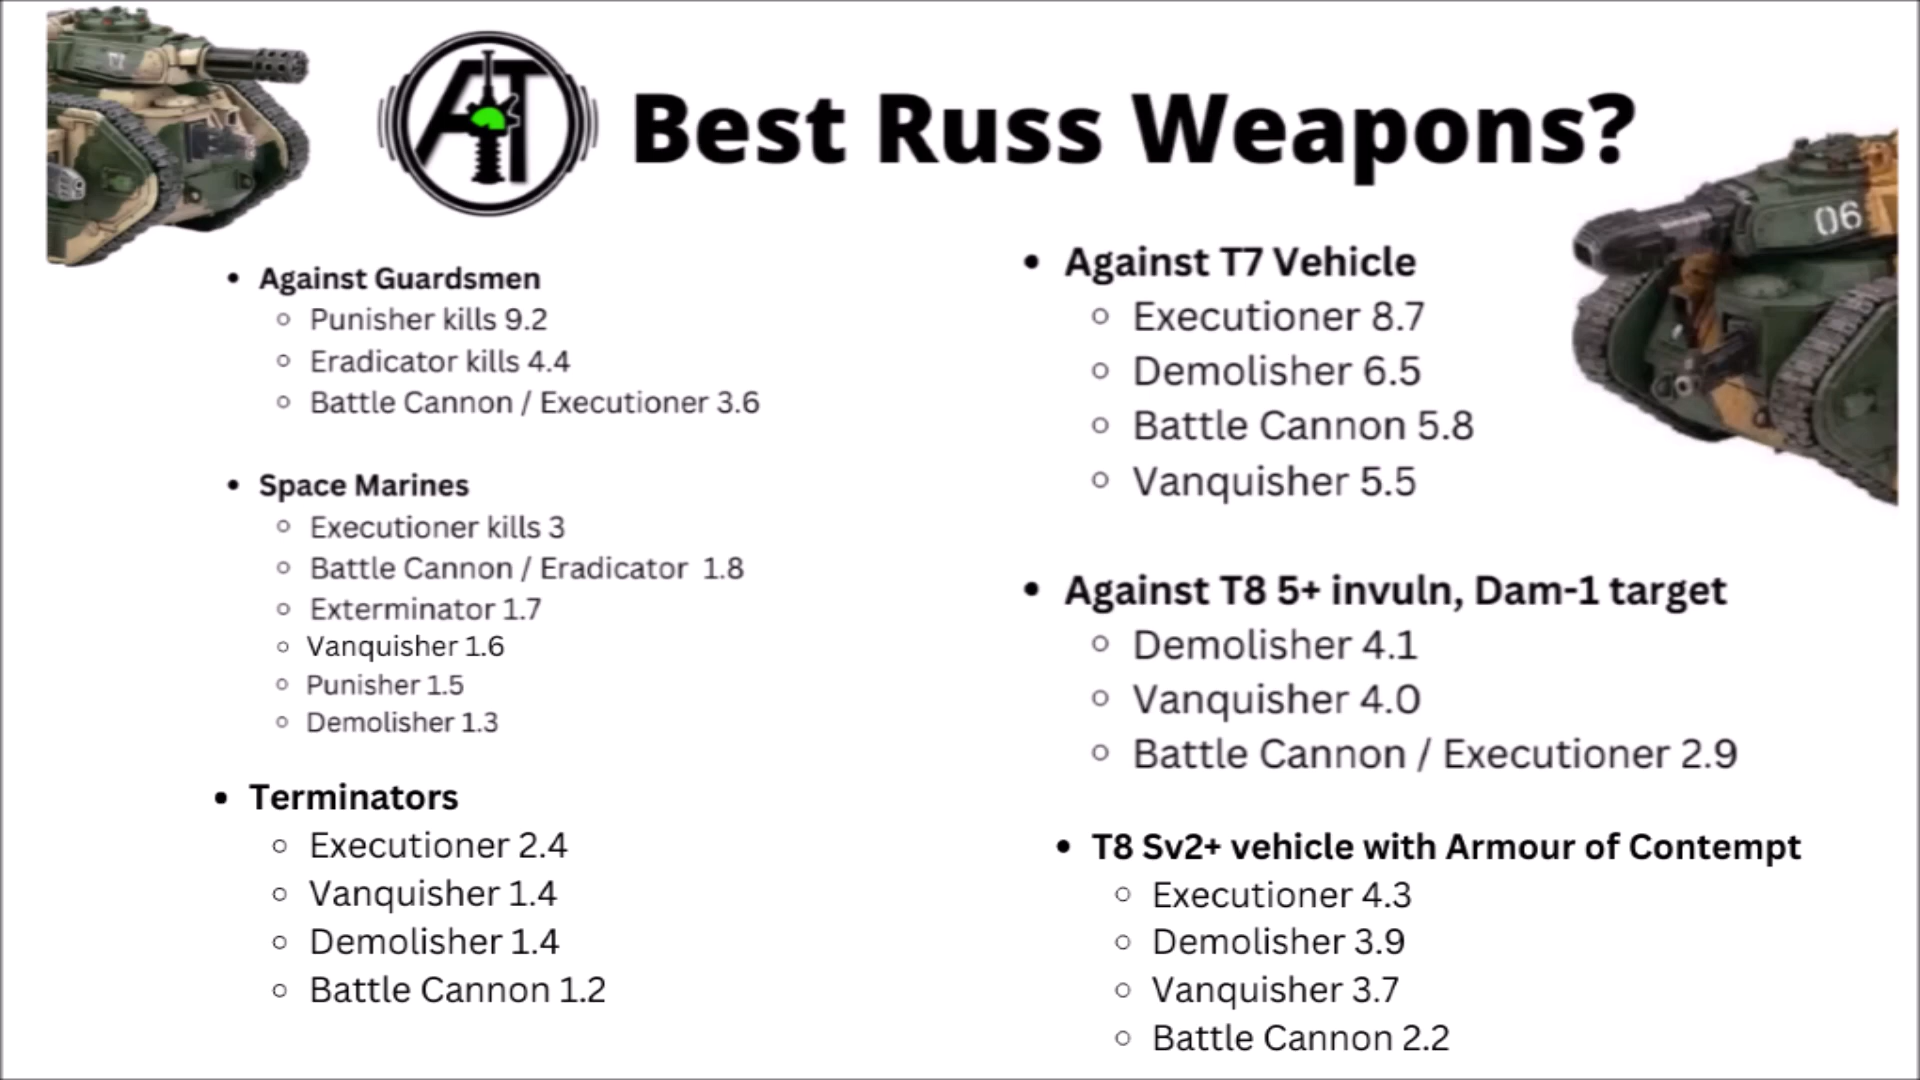 AT
Best Russ Weapons?
06
Against Guardsmen
Punisher kills 9.2
Eradicator kills 4.4
Battle Cannon / Executioner 3.6
Space Marines
Executioner kills 3
Battle Cannon / Eradicator 1.8
Exterminator 1.7
Vanquisher 1.6
Punisher 1.5
Demolisher 1.3
Terminators
Executioner 2.4
Vanquisher 1.4
Demolisher 1.4
Battle Cannon 1.2
Against T7 Vehicle
Executioner 8.7
Demolisher 6.5
Battle Cannon 5.8
Vanquisher 5.5
Against T8 5+ invuln, Dam-1 target
Demolisher 4.1
Vanquisher 4.0
Battle Cannon / Executioner 2.9
T8 Sv2+ vehicle with Armour of Contempt
Executioner 4.3
Demolisher 3.9
Vanquisher 3.7
Battle Cannon 2.2